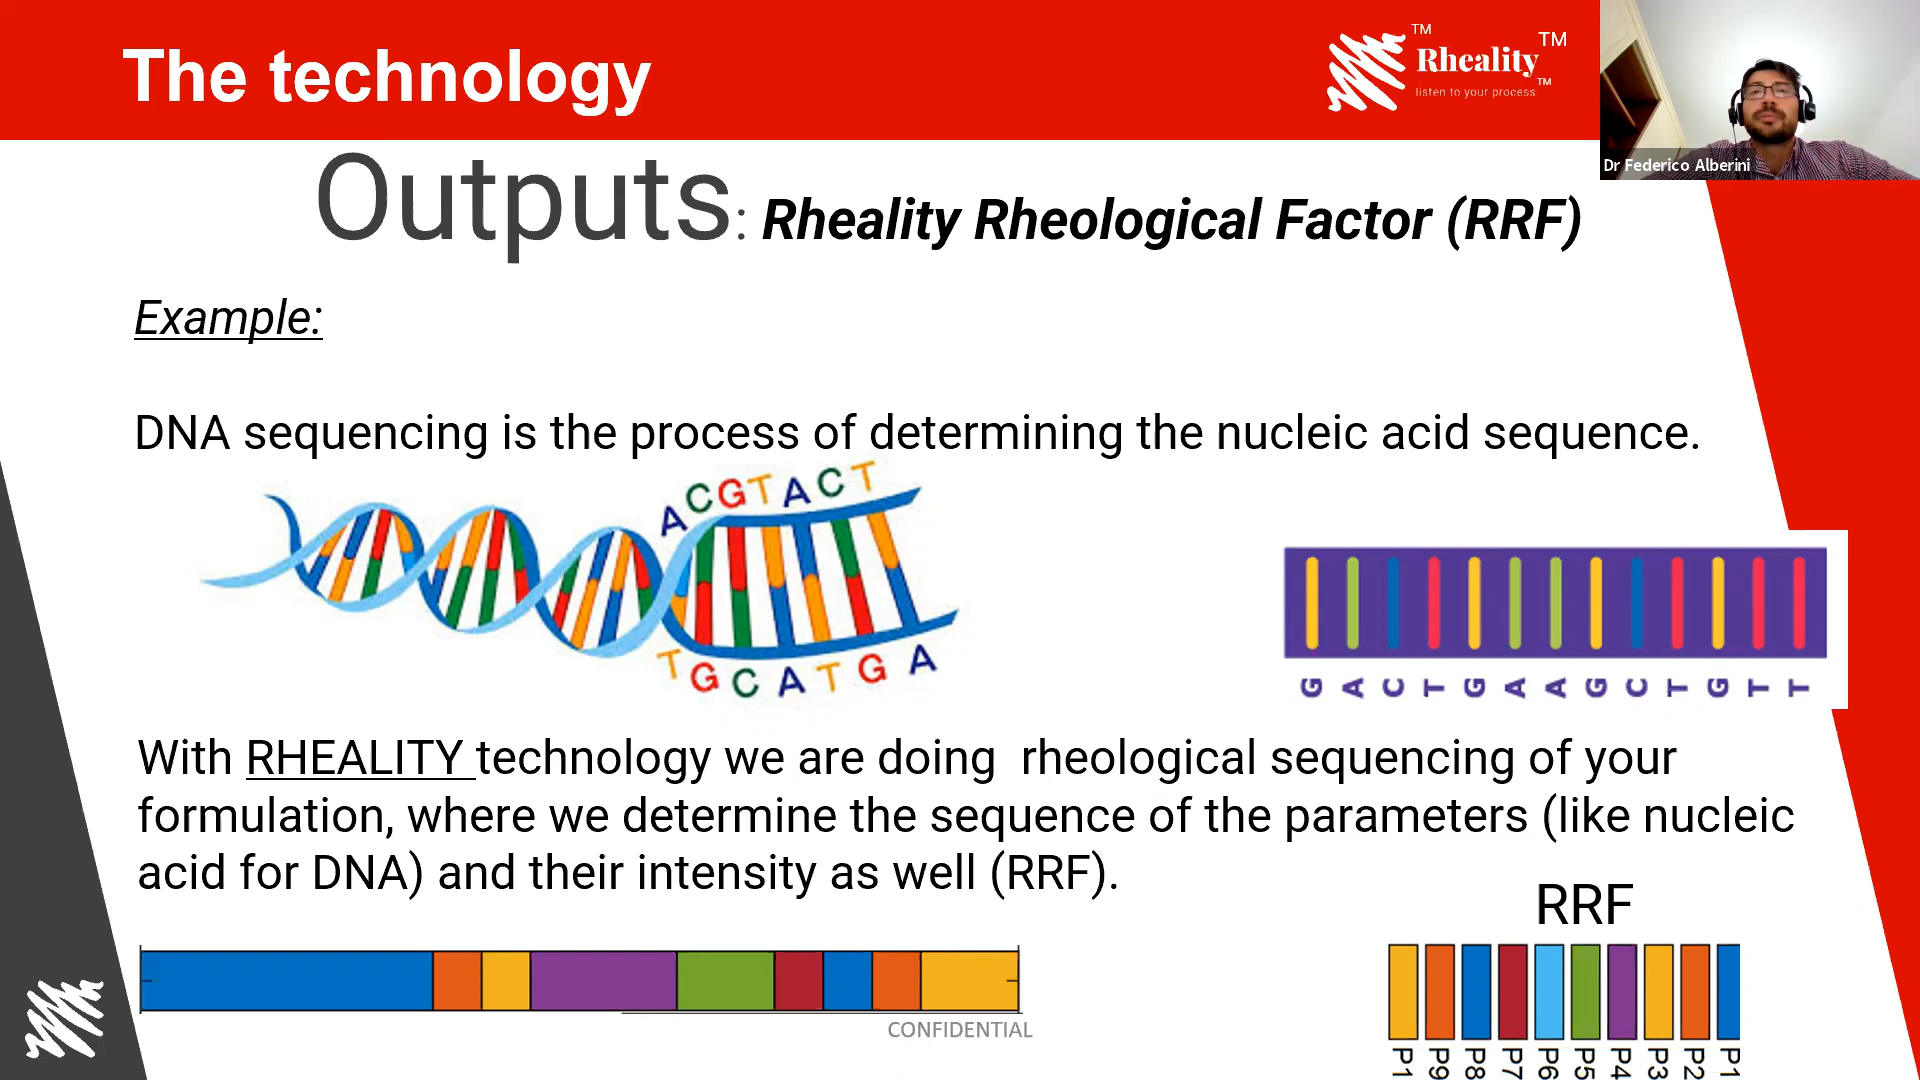 The technology
TM
Rheality
TM
listen to your process
TM
Dr Federico Alberini
Outputs: Rheality Rheological Factor (RRF)
Example:
DNA sequencing is the process of determining the nucleic acid sequence.
ACGTACT
TGCATGA
G A C T G A A G C T G T T
With RHEALITY technology we are doing rheological sequencing of your
formulation, where we determine the sequence of the parameters (like nucleic
acid for DNA) and their intensity as well (RRF).
RRF
CONFIDENTIAL
P1 P9 P8 P7 P6 P5 P4 P3 P2 P1